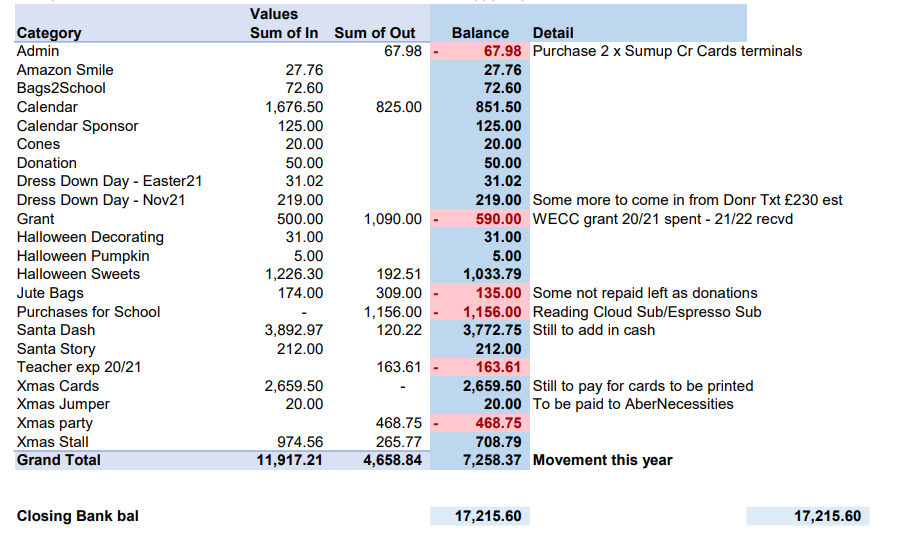 Values
Category Sum of In Sum of Out Balance Detail
Admin 67.98 - 67.98 Purchase 2 x Sumup Cr Cards terminals
Amazon Smile 27.76 27.76
Bags2School 72.60 72.60
Calendar 1,676.50 825.00 851.50
Calendar Sponsor 125.00 125.00
Cones 20.00 20.00
Donation 50.00 50.00
Dress Down Day - Easter21 31.02 31.02
Dress Down Day - Nov21 219.00 219.00 Some more to come in from Donr Txt £230 est
Grant 500.00 1,090.00 - 590.00 WECC grant 20/21 spent - 21/22 recvd
Halloween Decorating 31.00 31.00
Halloween Pumpkin 5.00 5.00
Halloween Sweets 1,226.30 192.51 1,033.79
Jute Bags 174.00 309.00 - 135.00 Some not repaid left as donations
Purchases for School - 1,156.00 - 1,156.00 Reading Cloud Sub/Espresso Sub
Santa Dash 3,892.97 120.22 3,772.75 Still to add in cash
Santa Story 212.00 212.00
Teacher exp 20/21 163.61 - 163.61
Xmas Cards 2,659.50 - 2,659.50 Still to pay for cards to be printed
Xmas Jumper 20.00 20.00 To be paid to AberNecessities
Xmas party 468.75 - 468.75
Xmas Stall 974.56 265.77 708.79
Grand Total 11,917.21 4,658.84 7,258.37 Movement this year
Closing Bank bal 17,215.60 17,215.60